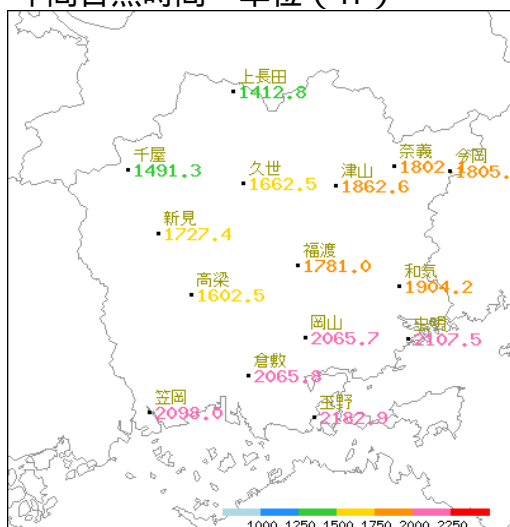 年間日照時間 単位(h)
上長田
1412.8
千屋
1491.3
久世
1662.5
津山
1862.6
奈義
1802.1
今岡
1805.
新見
1727.4
福渡
1781.0
高梁
1602.5
和気
1904.2
岡山
2065.7
虫明
2107.5
倉敷
2065.8
笠岡
2098.0
玉野
2182.9
1000 1250 1500 1750 2000 2250